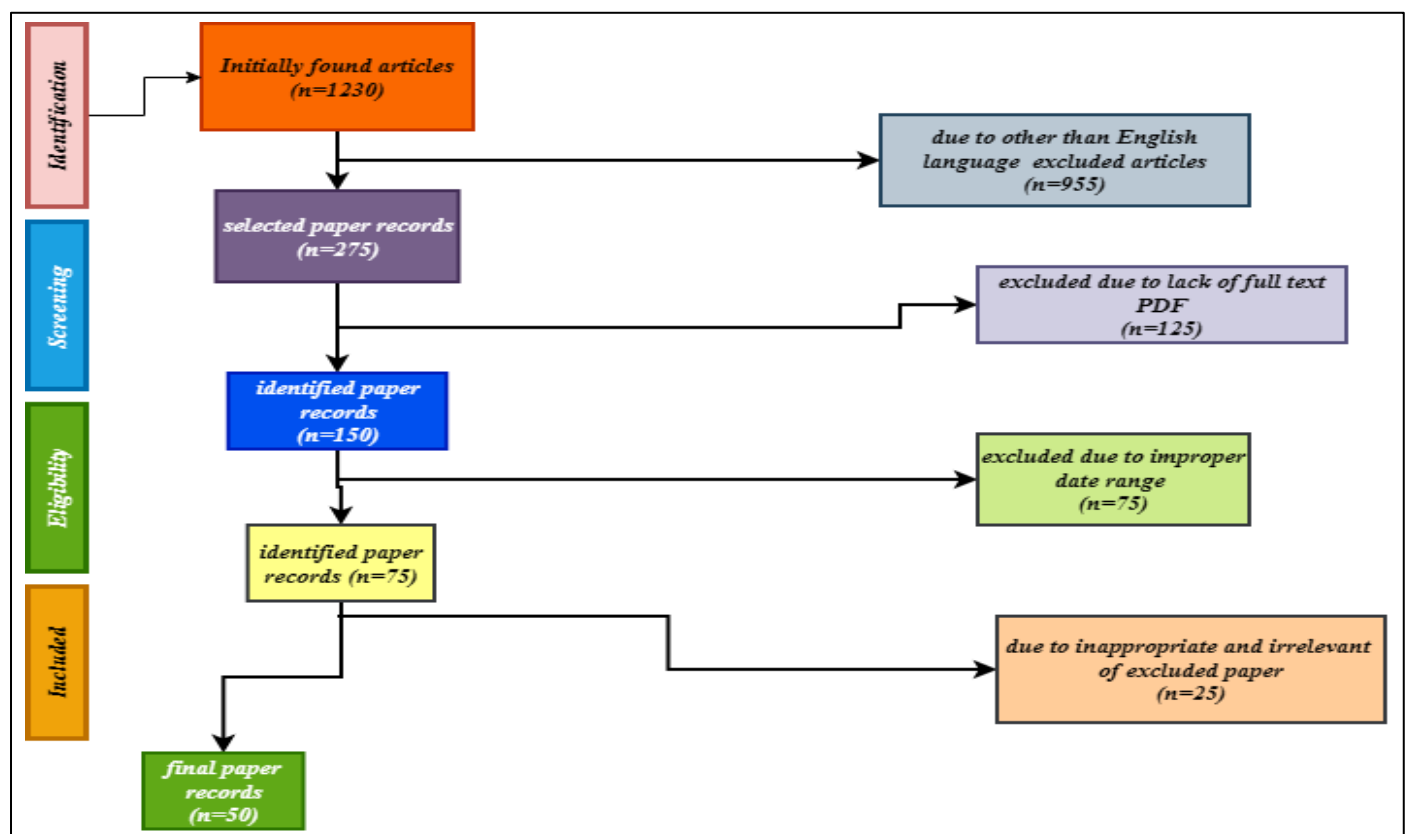 Identification
Initially found articles
(n=1230)
due to other than English
language excluded articles
(n=955)
selected paper records
(n=275)
Screening
excluded due to lack of full text
PDF
(n=125)
identified paper
records
(n=150)
Eligibility
excluded due to improper
date range
(n=75)
identified paper
records (n=75)
Included
due to inappropriate and irrelevant
of excluded paper
(n=25)
final paper
records
(n=50)